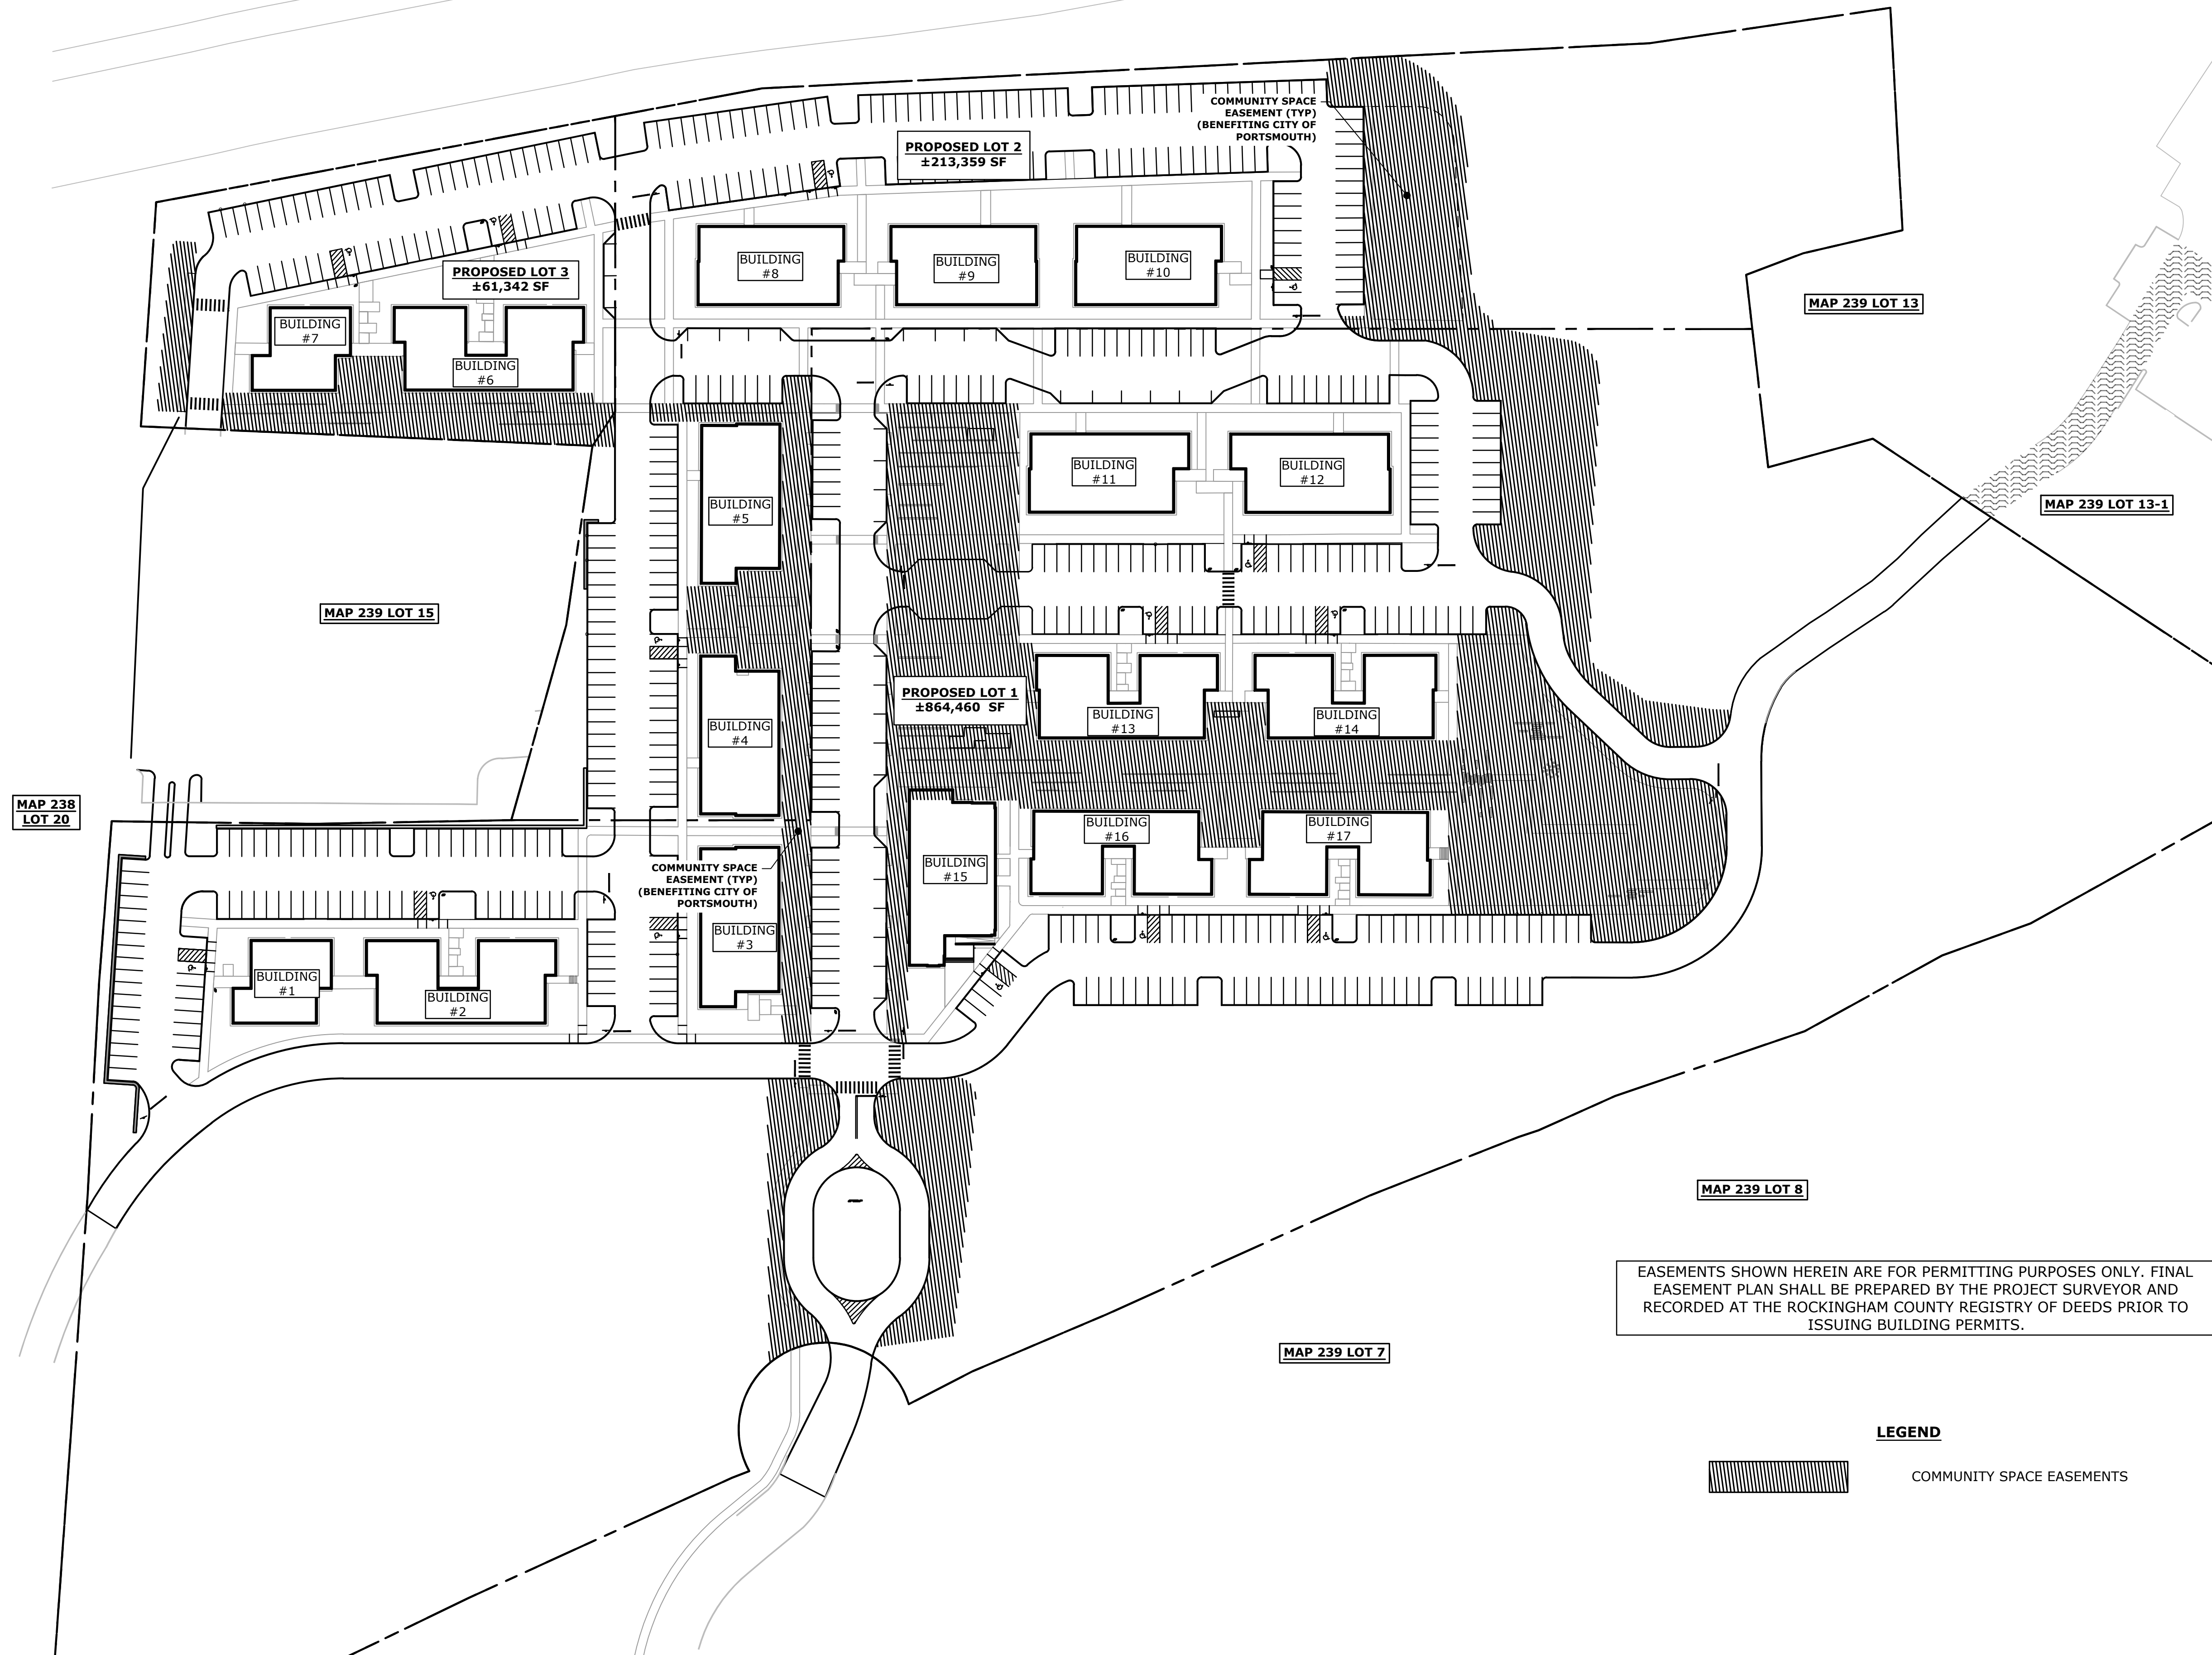 COMMUNITY SPACE
EASEMENT (TYP)
(BENEFITING CITY OF
PORTSMOUTH)
PROPOSED LOT 2
±213,359 SF
PROPOSED LOT 3
±61,342 SF
BUILDING
#8
BUILDING
#9
BUILDING
#10
MAP 239 LOT 13
BUILDING
#7
BUILDING
#6
BUILDING
#11
BUILDING
#12
BUILDING
#5
MAP 239 LOT 13-1
MAP 239 LOT 15
PROPOSED LOT 1
±864,460 SF
BUILDING
#4
BUILDING
#13
BUILDING
#14
MAP 238
LOT 20
BUILDING
#16
BUILDING
#17
BUILDING
#15
COMMUNITY SPACE
EASEMENT (TYP)
(BENEFITING CITY OF
PORTSMOUTH)
BUILDING
#3
BUILDING
#1
BUILDING
#2
MAP 239 LOT 8
EASEMENTS SHOWN HEREIN ARE FOR PERMITTING PURPOSES ONLY. FINAL
EASEMENT PLAN SHALL BE PREPARED BY THE PROJECT SURVEYOR AND
RECORDED AT THE ROCKINGHAM COUNTY REGISTRY OF DEEDS PRIOR TO
ISSUING BUILDING PERMITS.
MAP 239 LOT 7
LEGEND
COMMUNITY SPACE EASEMENTS